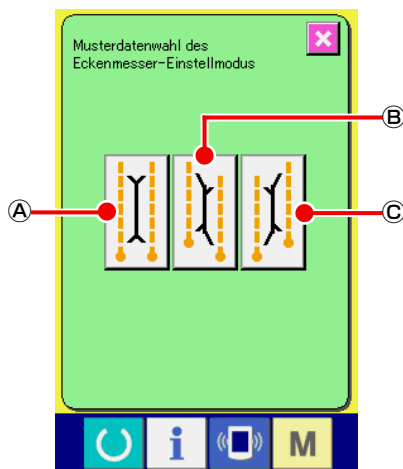 Musterdatenwahl des
Eckenmesser-Einstellmodus
Ⓑ
Ⓐ
Ⓒ
i
M